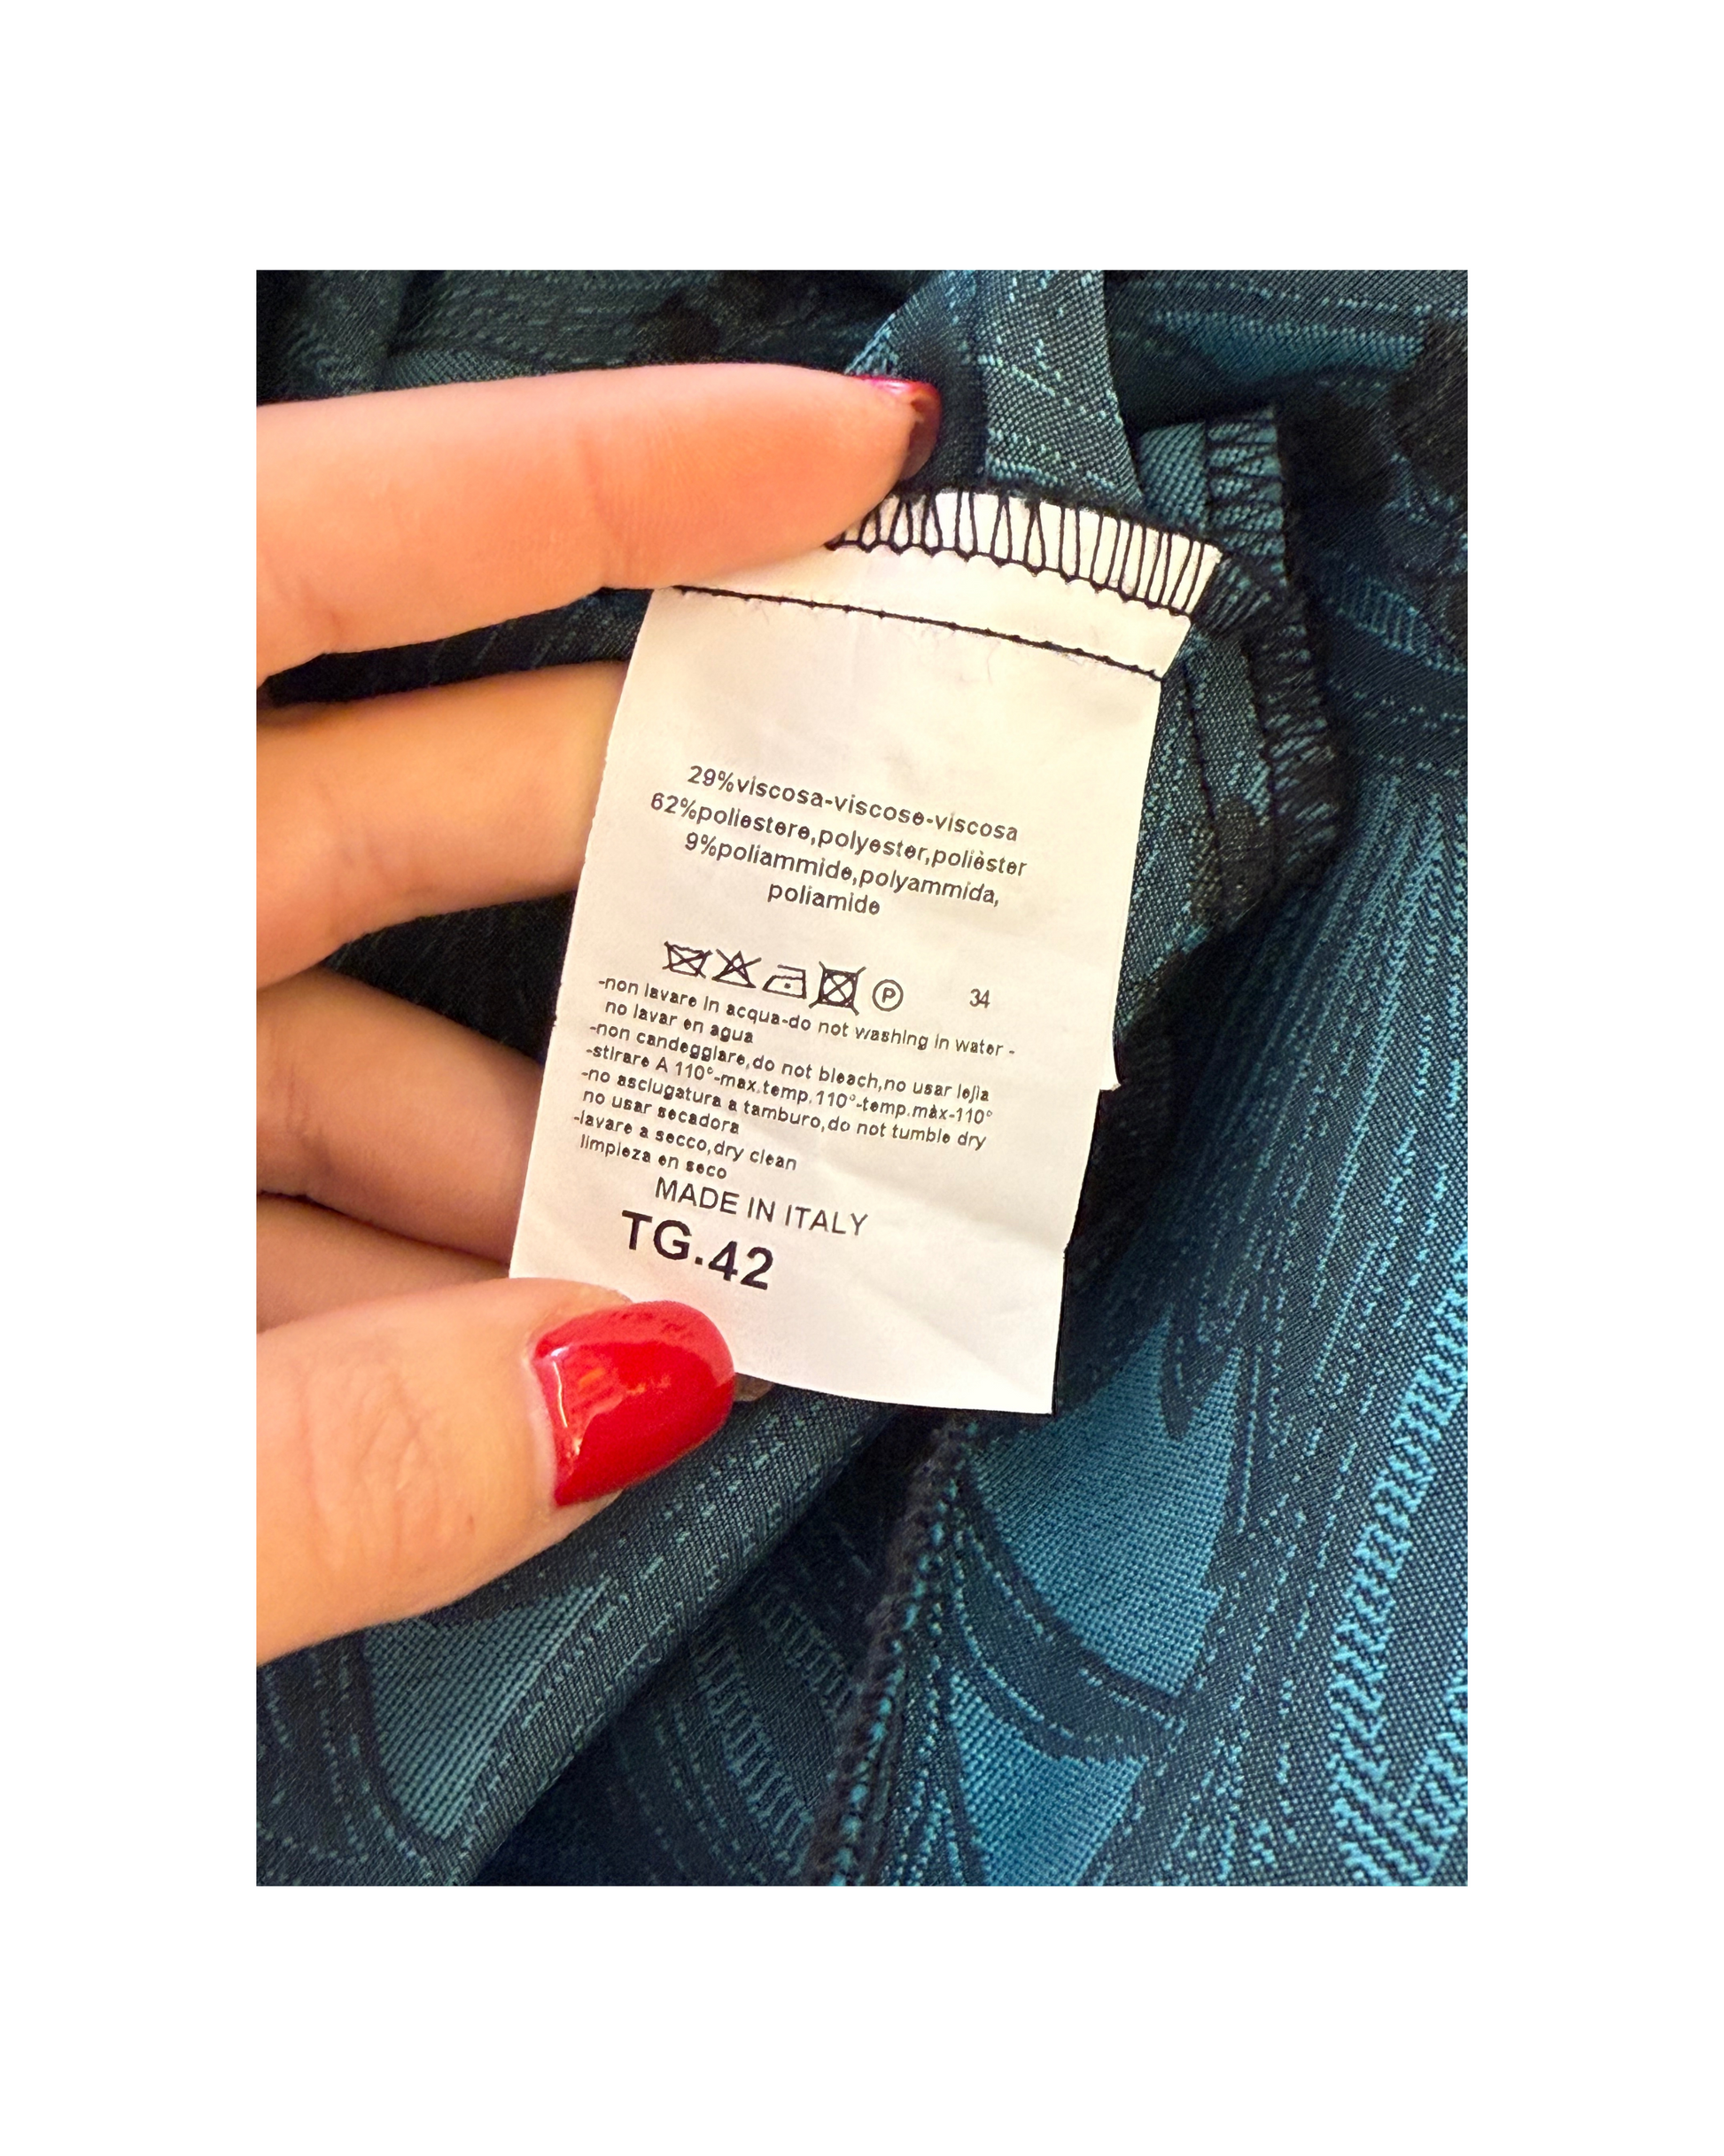 29%viscosa-viscose-viscosa
62%poliestere,polyester,polièster
9%poliammide,polyammida,
poliamide
P 34
-non lavare in acqua-do not washing in water -
no lavar en agua
-non candeggiare,do not bleach,no usar lejia
-stirare A 110°-max.temp.110°-temp.màx-110°
-no asciugatura a tamburo,do not tumble dry
no usar secadora
-lavare a secco,dry clean
limpieza en seco
MADE IN ITALY
TG.42